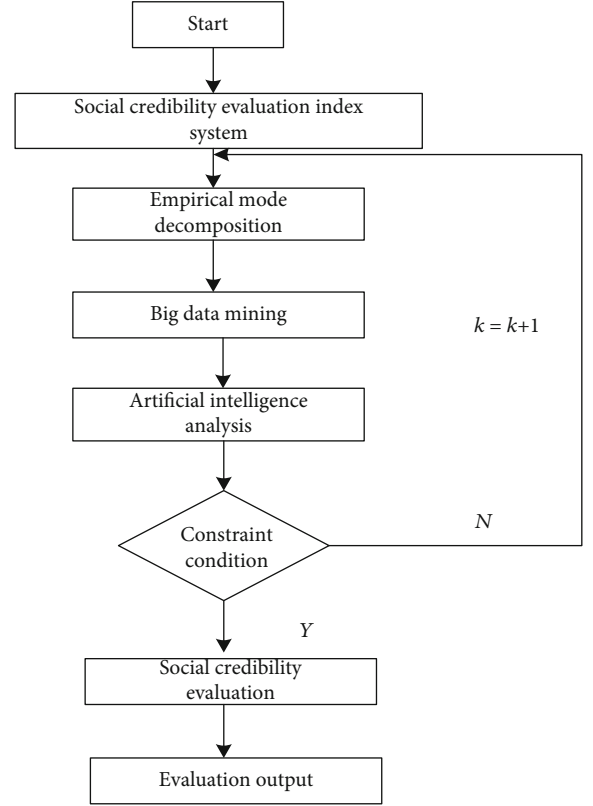 Start
Social credibility evaluation index
system
Empirical mode
decomposition
Big data mining
k = k+1
Artificial intelligence
analysis
Constraint
condition
N
Y
Social credibility
evaluation
Evaluation output